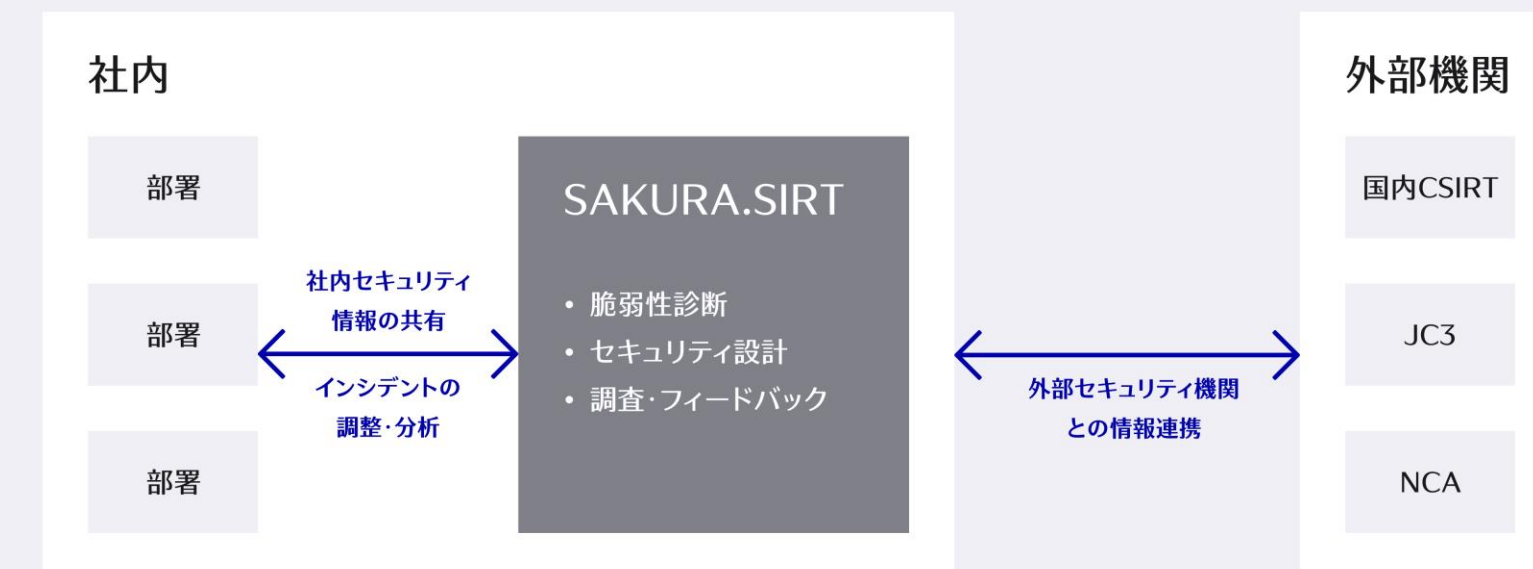 社内
部署
部署
部署
社内セキュリティ
情報の共有
インシデントの
調整・分析
SAKURA.SIRT
• 脆弱性診断
• セキュリティ設計
• 調査・フィードバック
外部セキュリティ機関
との情報連携
外部機関
国内CSIRT
JC3
NCA